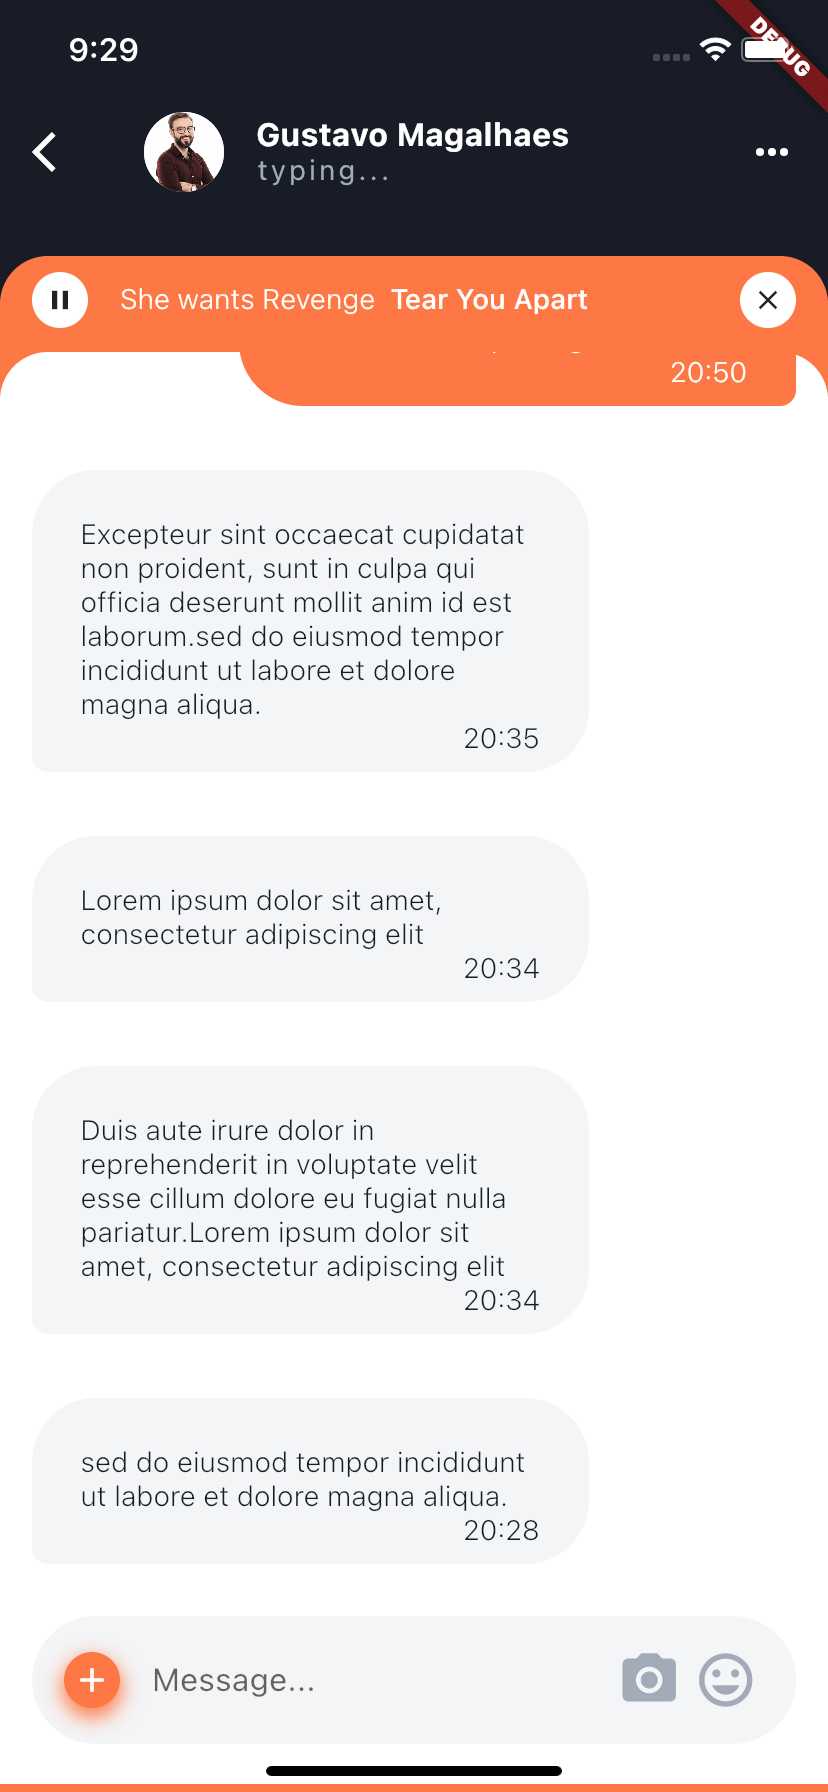 9:29
DEBUG
Gustavo Magalhaes
typing...
She wants Revenge Tear You Apart
20:50
Excepteur sint occaecat cupidatat
non proident, sunt in culpa qui
officia deserunt mollit anim id est
laborum.sed do eiusmod tempor
incididunt ut labore et dolore
magna aliqua.
20:35
Lorem ipsum dolor sit amet,
consectetur adipiscing elit
20:34
Duis aute irure dolor in
reprehenderit in voluptate velit
esse cillum dolore eu fugiat nulla
pariatur.Lorem ipsum dolor sit
amet, consectetur adipiscing elit
20:34
sed do eiusmod tempor incididunt
ut labore et dolore magna aliqua.
20:28
Message...